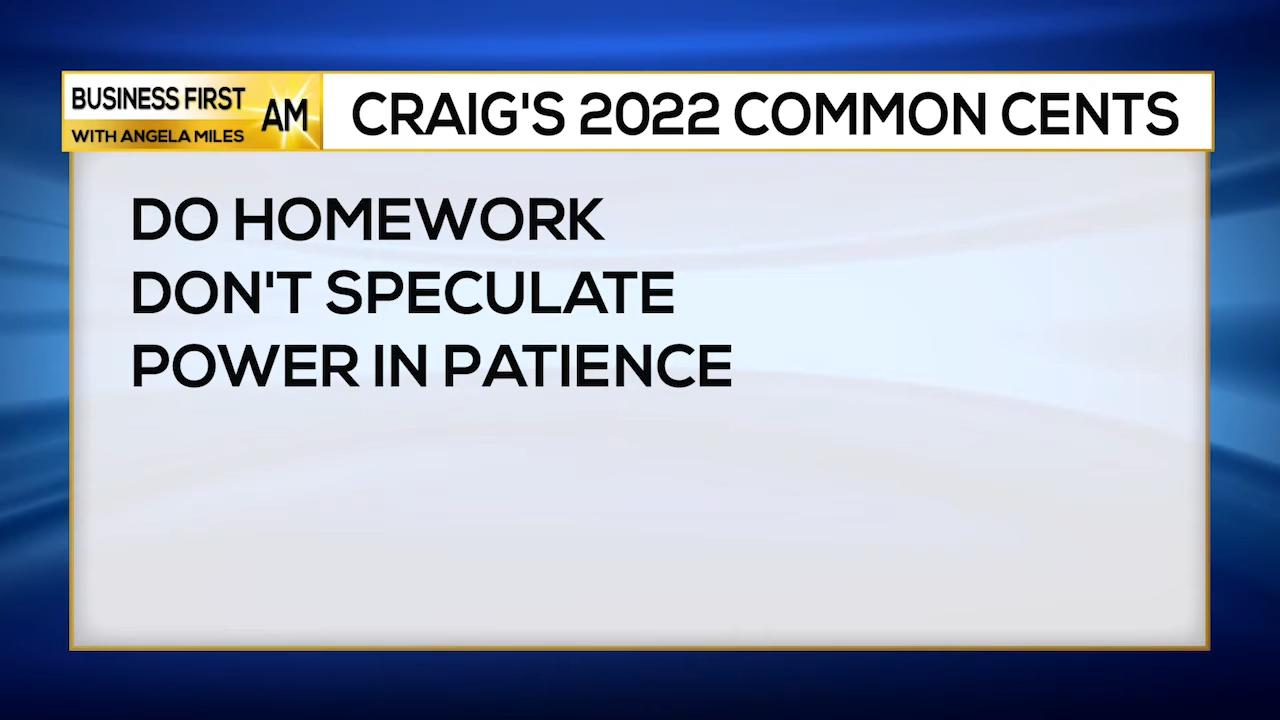 BUSINESS FIRST
AM
WITH ANGELA MILES
CRAIG'S 2022 COMMON CENTS
DO HOMEWORK
DON'T SPECULATE
POWER IN PATIENCE